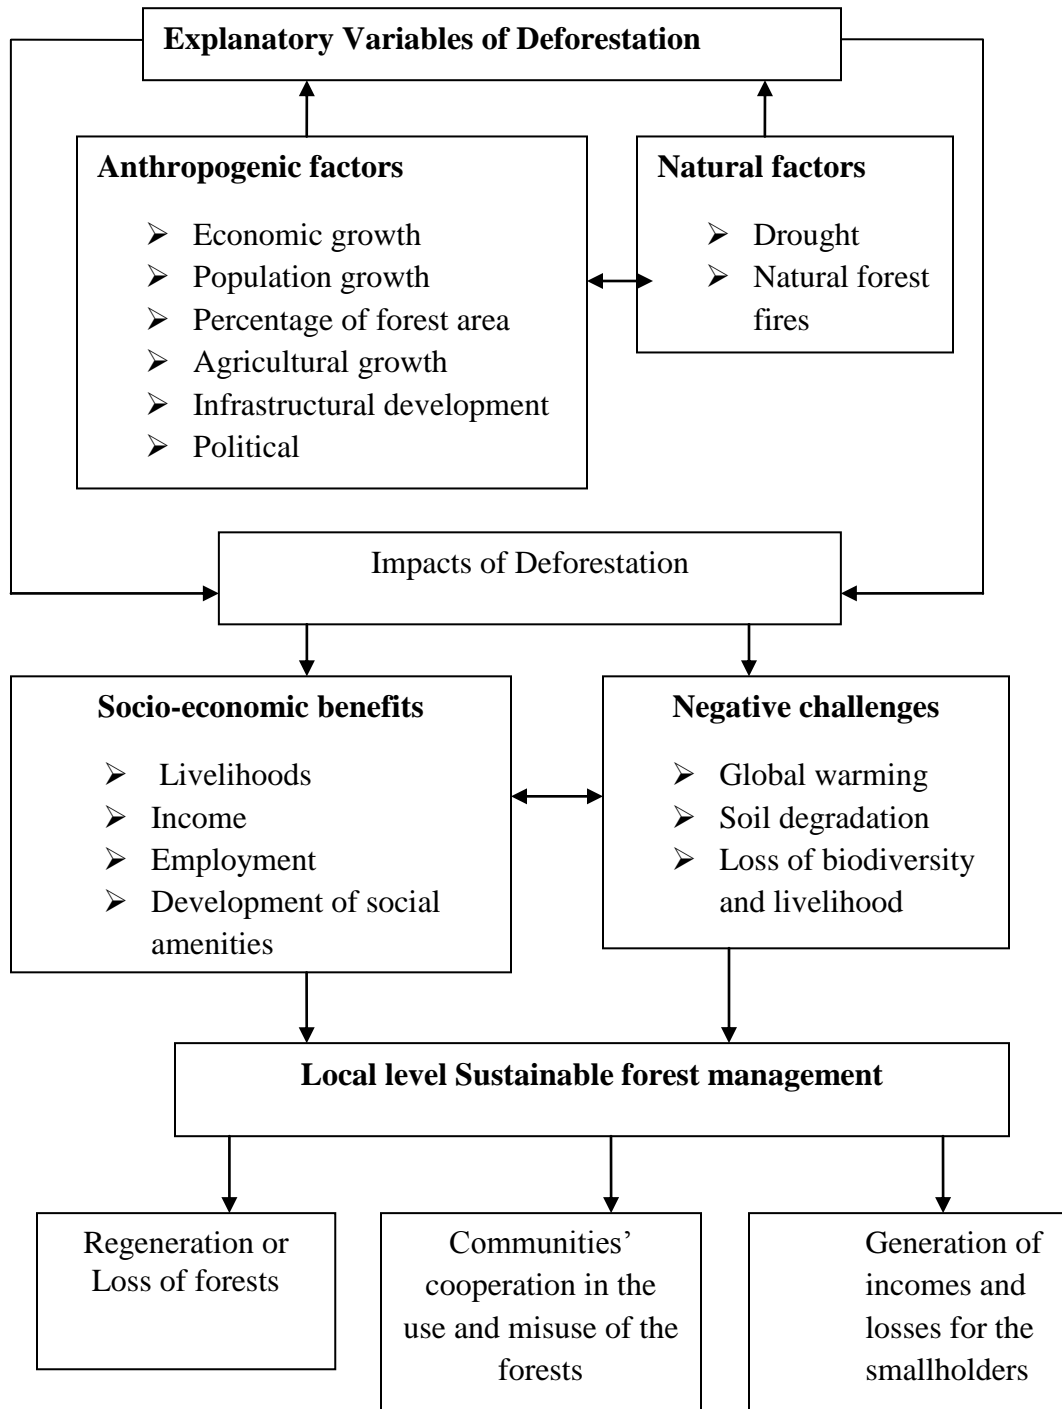 Explanatory Variables of Deforestation
Anthropogenic factors
➢ Economic growth
➢ Population growth
➢ Percentage of forest area
➢ Agricultural growth
➢ Infrastructural development
➢ Political
Natural factors
➢ Drought
➢ Natural forest
fires
Impacts of Deforestation
Socio-economic benefits
➢ Livelihoods
➢ Income
➢ Employment
➢ Development of social
amenities
Negative challenges
➢ Global warming
➢ Soil degradation
➢ Loss of biodiversity
and livelihood
Local level Sustainable forest management
Regeneration or
Loss of forests
Communities’
cooperation in the
use and misuse of the
forests
Generation of
incomes and
losses for the
smallholders